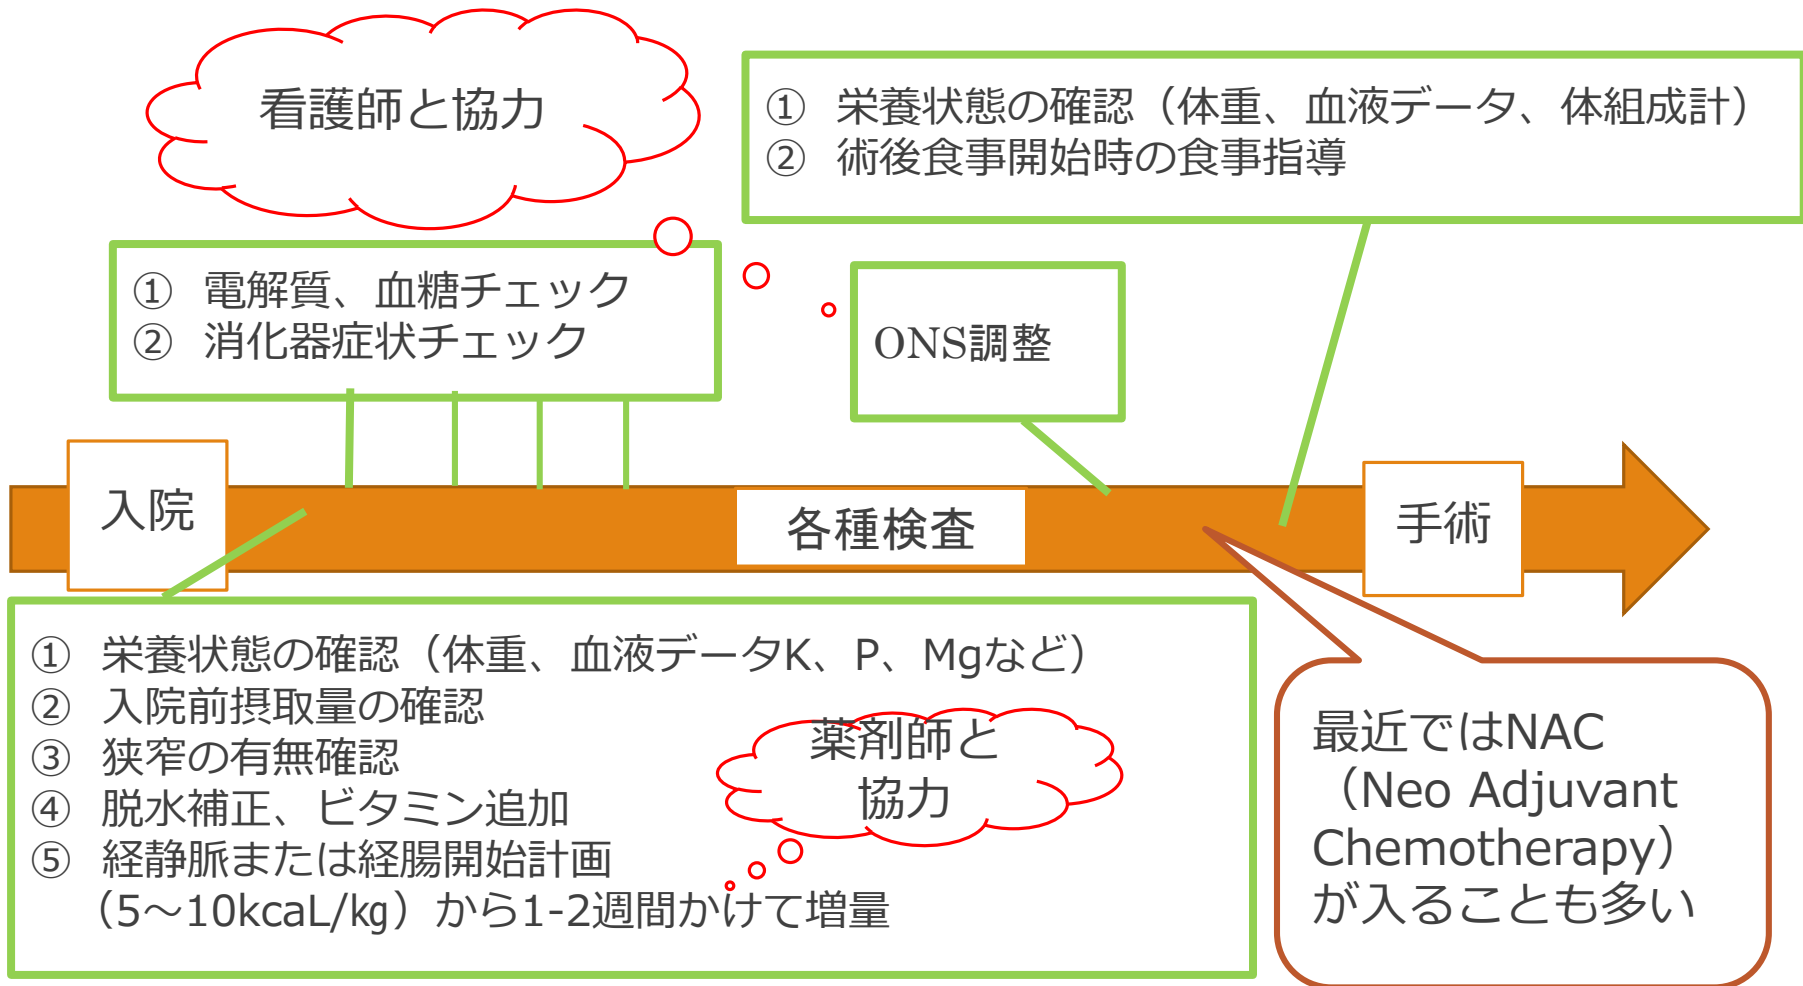 看護師と協力
① 栄養状態の確認（体重、血液データ、体組成計）
② 術後食事開始時の食事指導
① 電解質、血糖チェック
② 消化器症状チェック
ONS調整
入院
各種検査
手術
① 栄養状態の確認（体重、血液データK、P、Mgなど）
② 入院前摂取量の確認
③ 狭窄の有無確認
④ 脱水補正、ビタミン追加
⑤ 経静脈または経腸開始計画
（5～10kcaL/㎏）から1-2週間かけて増量
薬剤師と
協力
最近ではNAC
（Neo Adjuvant
Chemotherapy）
が入ることも多い